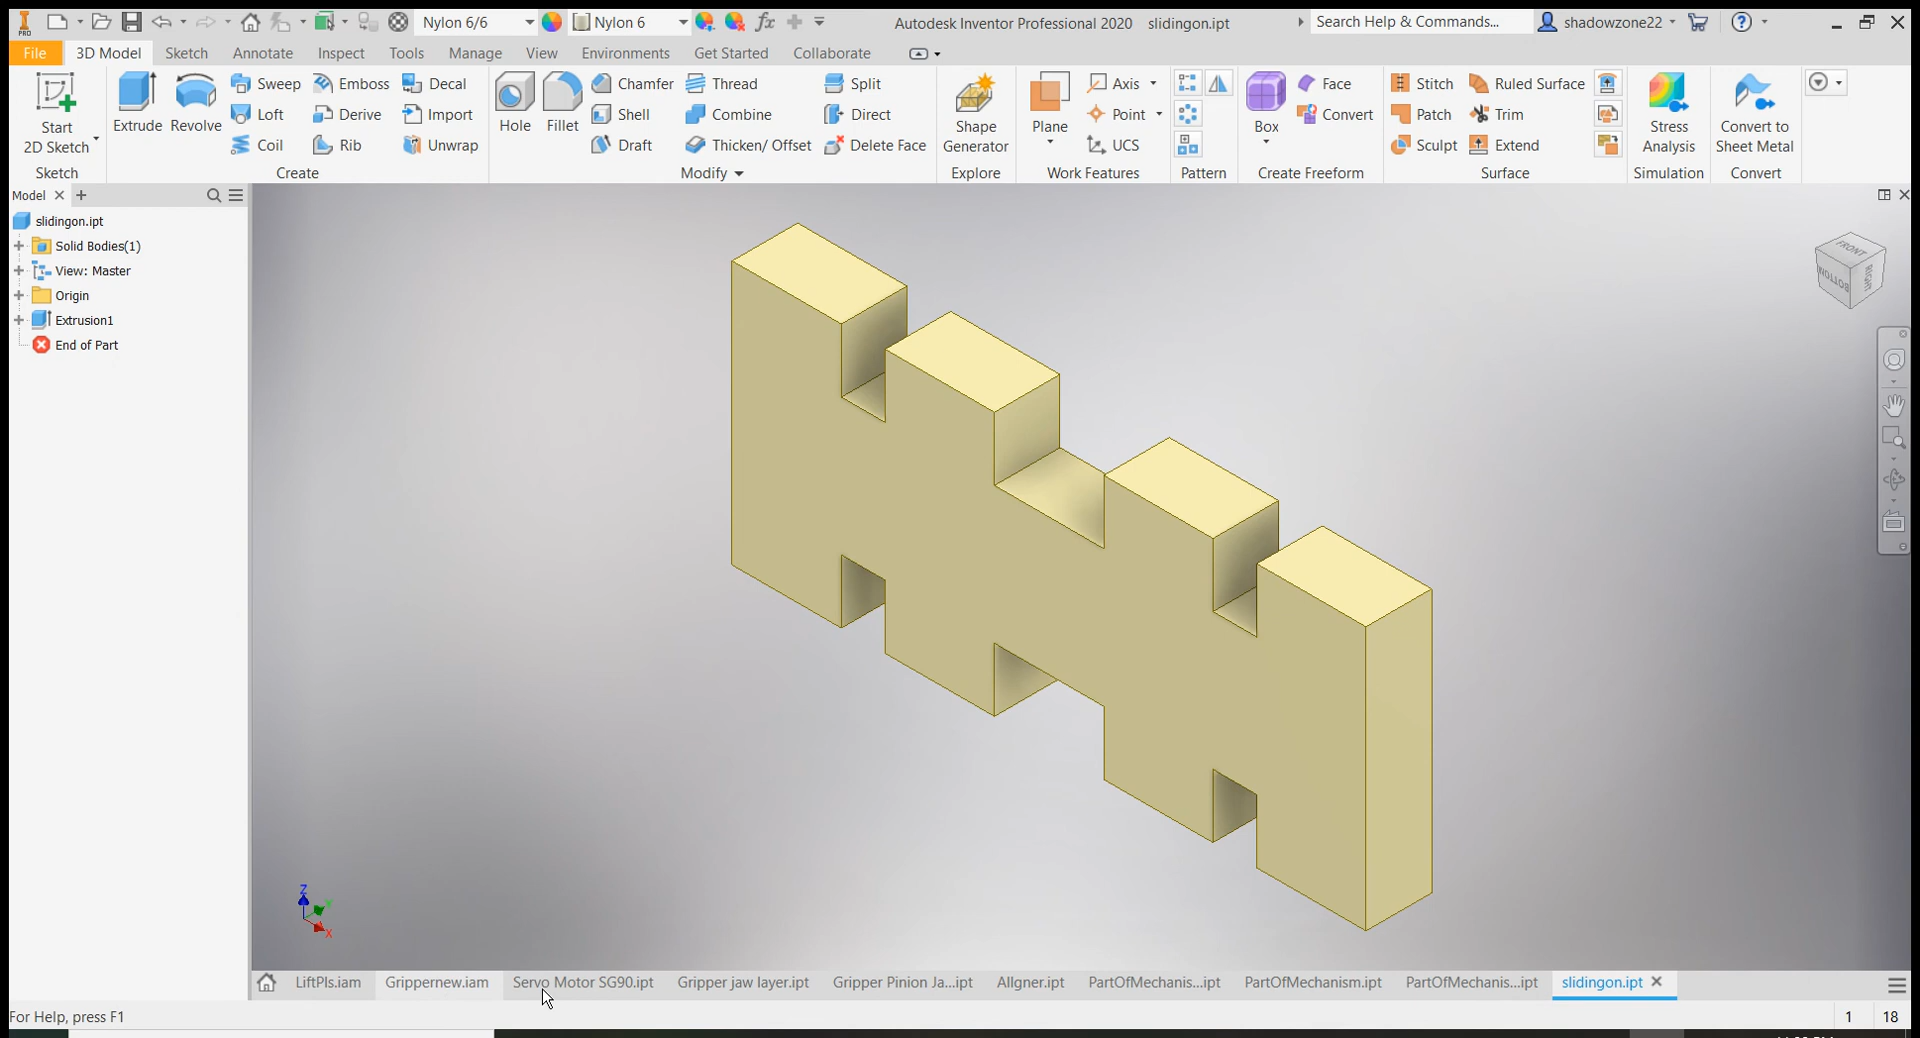 PRO
Nylon 6/6
Nylon 6
fx
Autodesk Inventor Professional 2020 slidingon.ipt
Search Help & Commands...
shadowzone22
File
3D Model
Sketch
Annotate
Inspect
Tools
Manage
View
Environments
Get Started
Collaborate
Start
2D Sketch
Sketch
Extrude
Revolve
Sweep
Loft
Coil
Emboss
Derive
Rib
Decal
Import
Unwrap
Create
Hole
Fillet
Chamfer
Shell
Draft
Thread
Combine
Thicken/ Offset
Split
Direct
Delete Face
Modify
Shape
Generator
Explore
Plane
Axis
Point
UCS
Work Features
Pattern
Box
Face
Convert
Create Freeform
Stitch
Patch
Sculpt
Ruled Surface
Trim
Extend
Surface
Stress
Analysis
Simulation
Convert to
Sheet Metal
Convert
Model
slidingon.ipt
Solid Bodies(1)
View: Master
Origin
Extrusion1
End of Part
FRONT
BOTTOM
RIGHT
Z
Y
X
LiftPls.iam
Grippernew.iam
Servo Motor SG90.ipt
Gripper jaw layer.ipt
Gripper Pinion Ja...ipt
Allgner.ipt
PartOfMechanis...ipt
PartOfMechanism.ipt
PartOfMechanis...ipt
slidingon.ipt
For Help, press F1
1
18